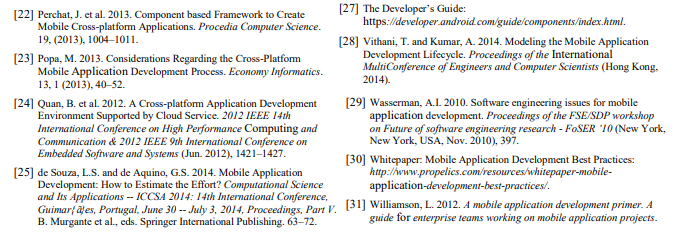 [22] Perchat, J. et al. 2013. Component based Framework to Create
Mobile Cross-platform Applications. Procedia Computer Science.
19, (2013), 1004–1011.
[23] Popa, M. 2013. Considerations Regarding the Cross-Platform
Mobile Application Development Process. Economy Informatics.
13, 1 (2013), 40–52.
[24] Quan, B. et al. 2012. A Cross-platform Application Development
Environment Supported by Cloud Service. 2012 IEEE 14th
International Conference on High Performance Computing and
Communication & 2012 IEEE 9th International Conference on
Embedded Software and Systems (Jun. 2012), 1421–1427.
[25] de Souza, L.S. and de Aquino, G.S. 2014. Mobile Application
Development: How to Estimate the Effort? Computational Science
and Its Applications -- ICCSA 2014: 14th International Conference,
Guimar{ã}es, Portugal, June 30 -- July 3, 2014, Proceedings, Part V.
B. Murgante et al., eds. Springer International Publishing. 63–72.
[27] The Developer's Guide:
https://developer.android.com/guide/components/index.html.
[28] Vithani, T. and Kumar, A. 2014. Modeling the Mobile Application
Development Lifecycle. Proceedings of the International
MultiConference of Engineers and Computer Scientists (Hong Kong,
2014).
[29] Wasserman, A.I. 2010. Software engineering issues for mobile
application development. Proceedings of the FSE/SDP workshop
on Future of software engineering research - FoSER '10 (New York,
New York, USA, Nov. 2010), 397.
[30] Whitepaper: Mobile Application Development Best Practices:
http://www.propelics.com/resources/whitepaper-mobile-
application-development-best-practices/.
[31] Williamson, L. 2012. A mobile application development primer. A
guide for enterprise teams working on mobile application projects.